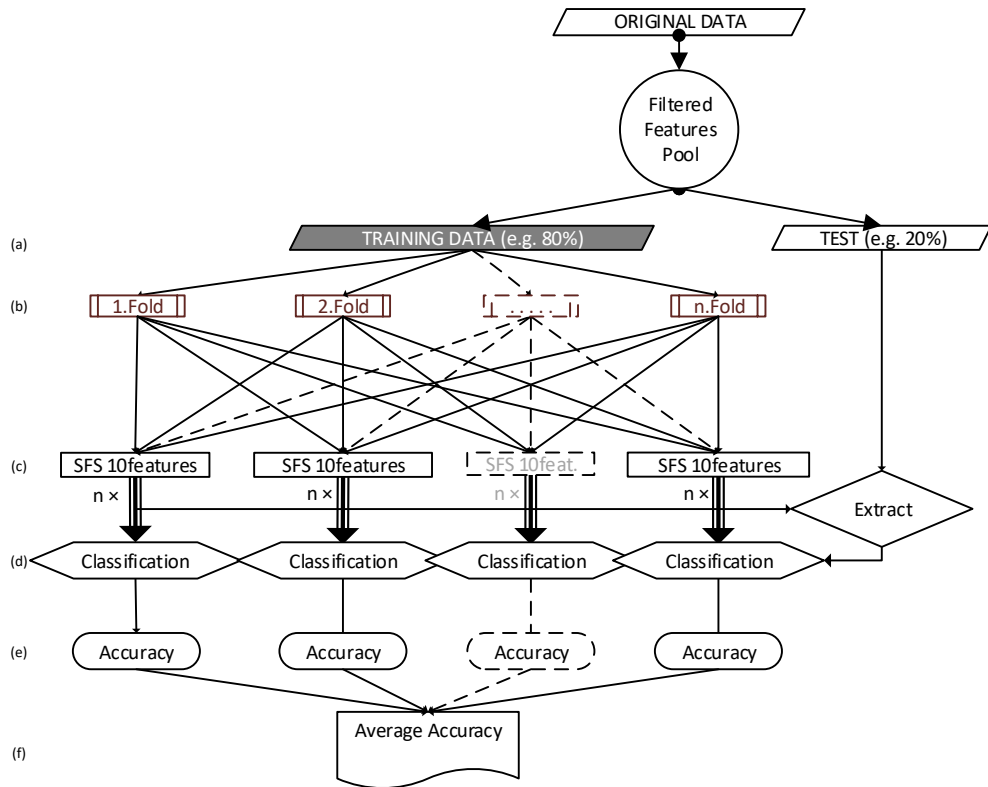 ORIGINAL DATA
Filtered
Features
Pool
(a)
TRAINING DATA (e.g. 80%)
TEST (e.g. 20%)
(b)
1.Fold
2.Fold
. . . . .
n.Fold
(c)
SFS 10features
SFS 10features
SFS 10feat.
SFS 10features
n ×
n ×
n ×
n ×
Extract
(d)
Classification
Classification
Classification
Classification
(e)
Accuracy
Accuracy
Accuracy
Accuracy
Average Accuracy
(f)